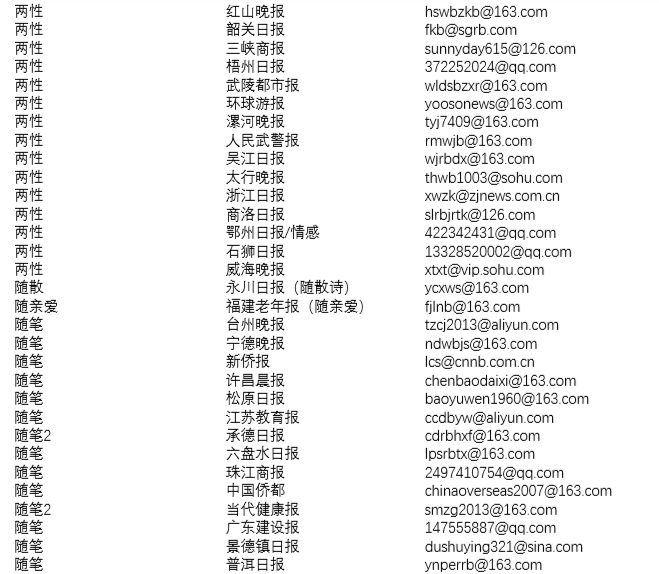 两性 红山晚报 hswbzkb@163.com
两性 韶关日报 fkb@sgrb.com
两性 三峡商报 sunnyday615@126.com
两性 梧州日报 372252024@qq.com
两性 武陵都市报 wldsbzxr@163.com
两性 环球游报 yoosonews@163.com
两性 漯河晚报 tyj7409@163.com
两性 人民武警报 rmwjb@163.com
两性 吴江日报 wjrbdx@163.com
两性 太行晚报 thwb1003@sohu.com
两性 浙江日报 xwzk@zjnews.com.cn
两性 商洛日报 slrbjrtk@126.com
两性 鄂州日报/情感 422342431@qq.com
两性 石狮日报 13328520002@qq.com
两性 威海晚报 xtxt@vip.sohu.com
随散 永川日报（随散诗） ycxws@163.com
随亲爱 福建老年报（随亲爱） fjlnb@163.com
随笔 台州晚报 tzcj2013@aliyun.com
随笔 宁德晚报 ndwbjs@163.com
随笔 新侨报 lcs@cnnb.com.cn
随笔 许昌晨报 chenbaodaixi@163.com
随笔 松原日报 baoyuwen1960@163.com
随笔 江苏教育报 ccdbyw@aliyun.com
随笔2 承德日报 cdrbhxf@163.com
随笔 六盘水日报 lpsrbtx@163.com
随笔 珠江商报 2497410754@qq.com
随笔 中国侨都 chinaoverseas2007@163.com
随笔2 当代健康报 smzg2013@163.com
随笔 广东建设报 147555887@qq.com
随笔 景德镇日报 dushuying321@sina.com
随笔 普洱日报 ynperrb@163.com